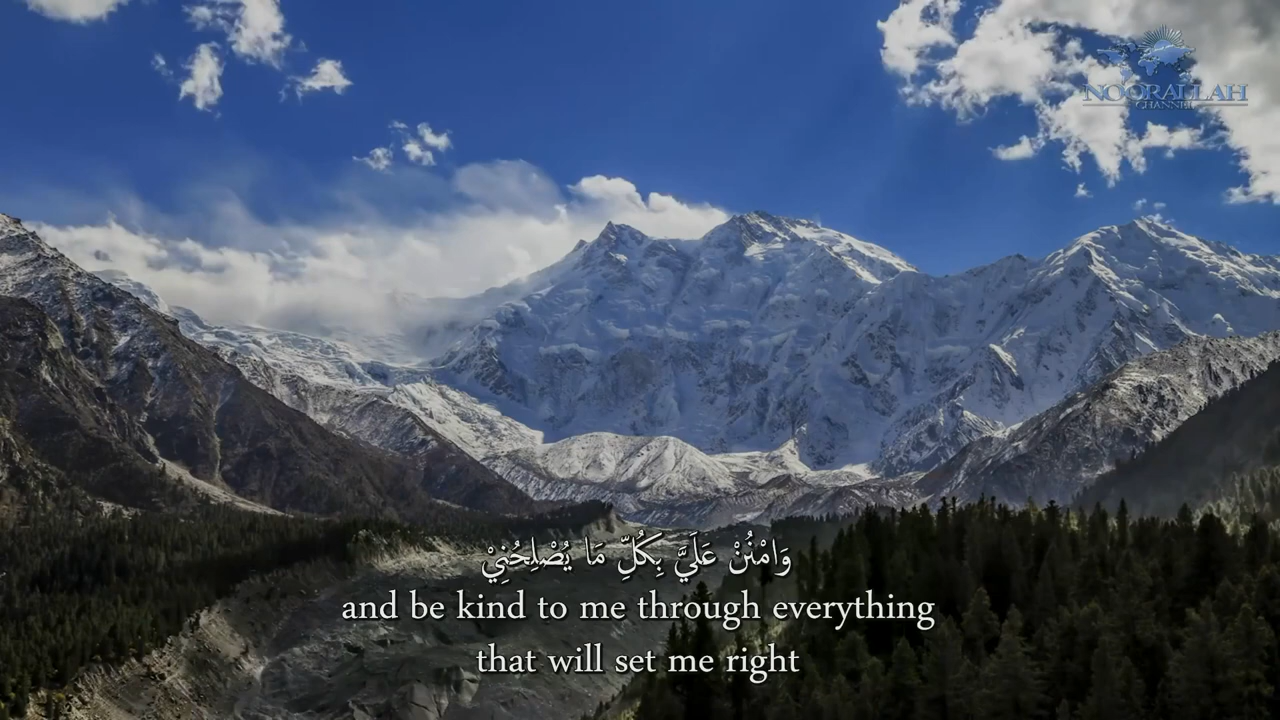 NOORALLAH
CHANNEL
وَامْنُنْ عَلَيَّ بِكُلِّ مَا يُصْلِحُنِيْ
and be kind to me through everything
that will set me right